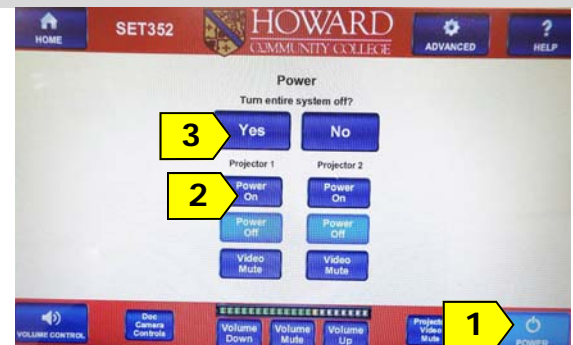 HOME
SET352
HOWARD
COMMUNITY COLLEGE
ADVANCED
?
HELP
Power
Turn entire system off?
3
Yes
No
Projector 1
Projector 2
2
Power
On
Power
On
Power
Off
Power
Off
Video
Mute
Video
Mute
VOLUME CONTROL
Doc
Camera
Controls
Volume
Down
Volume
Mute
Volume
Up
Video
Mute
1
POWER